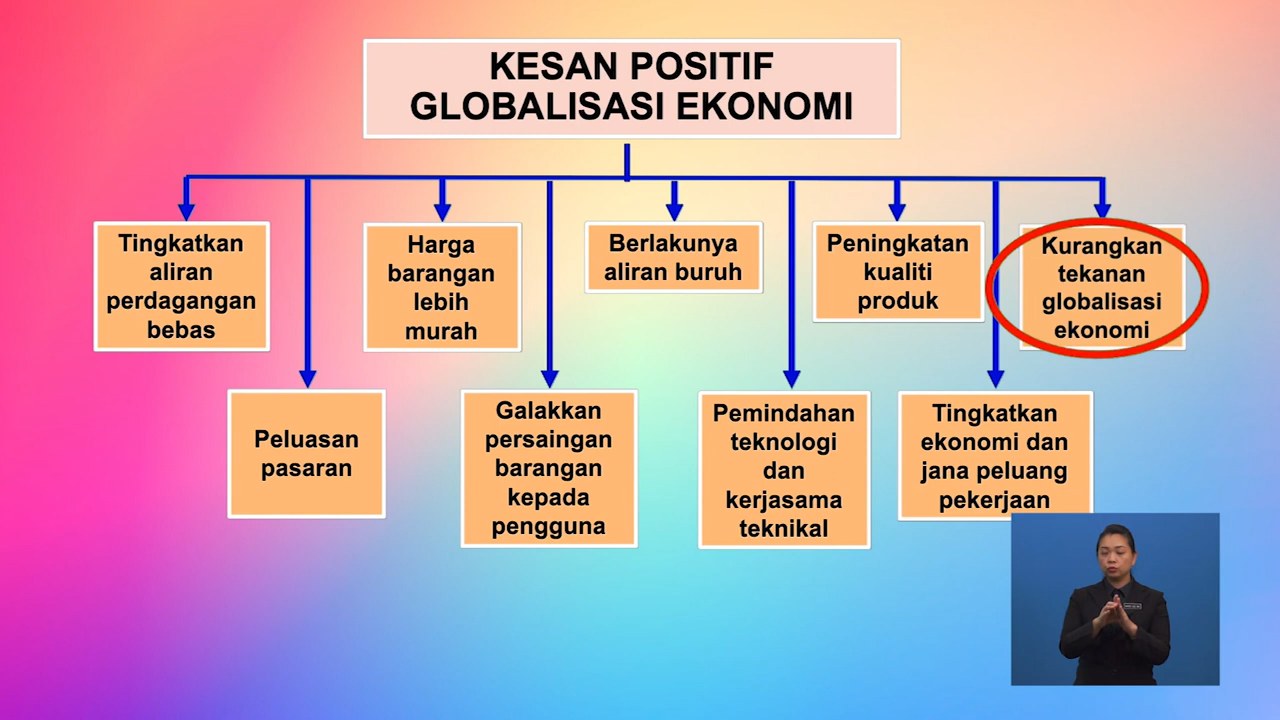 KESAN POSITIF
GLOBALISASI EKONOMI
Tingkatkan
aliran
perdagangan
bebas
Harga
barangan
lebih
murah
Berlakunya
aliran buruh
Peningkatan
kualiti
produk
Kurangkan
tekanan
globalisasi
ekonomi
Peluasan
pasaran
Galakkan
persaingan
barangan
kepada
pengguna
Pemindahan
teknologi
dan
kerjasama
teknikal
Tingkatkan
ekonomi dan
jana peluang
pekerjaan